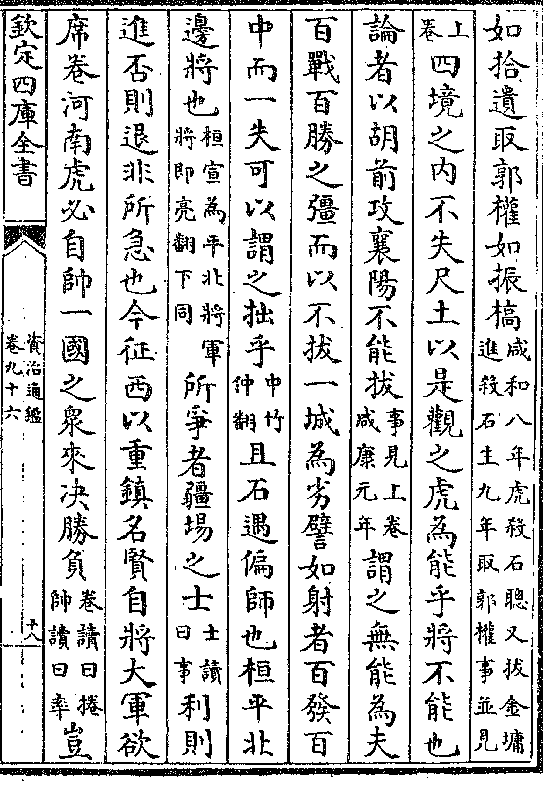 如拾遺取郭權如振槁咸和八年虎殺石聰又拔金墉進殺石生九年取郭權事並見
上卷四境之内不失尺土以是觀之虎為能乎將不能也
論者以胡前攻襄陽不能拔事見上卷咸康元年謂之無能為夫
百戰百勝之彊而以不拔一城為劣譬如射者百發百
中而一失可以謂之拙乎中竹仲翻且石遇偏師也桓平北
邊將也桓宣為平北將軍將即亮翻下同所爭者疆場之士士讀曰事利則
進否則退非所急也今征西以重鎮名賢自將大軍欲
席卷河南虎必自帥一國之衆來決勝負卷讀曰捲帥讀曰率豈
欽定四庫全書
資治通鑑
卷九十六
十八